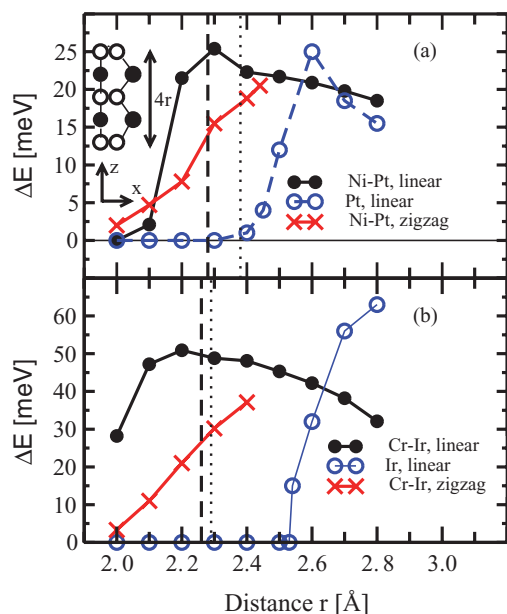 (a)
25
20
15
10
5
0
ΔE [meV]
4r
z
x
Ni-Pt, linear
Pt, linear
Ni-Pt, zigzag
(b)
60
50
40
30
20
10
0
ΔE [meV]
Cr-Ir, linear
Ir, linear
Cr-Ir, zigzag
2.0 2.2 2.4 2.6 2.8 3.0
Distance r [Å]